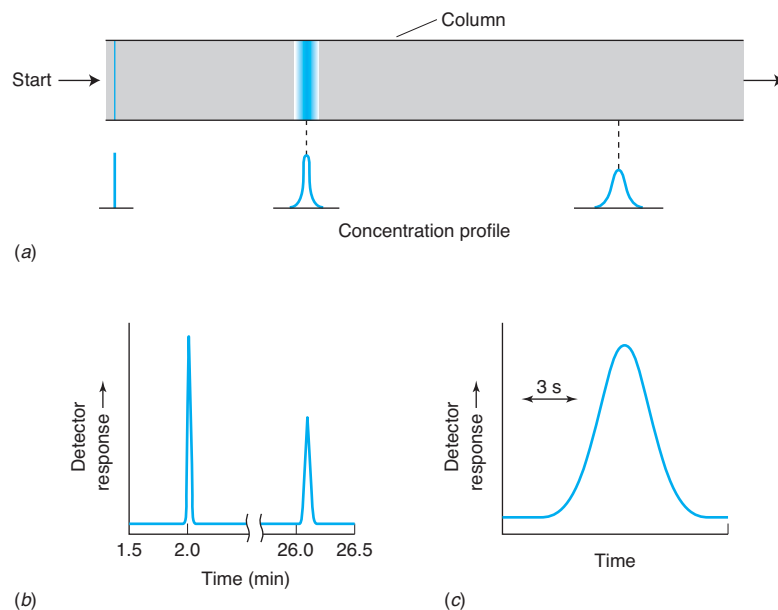 Column
Start
Concentration profile
(a)
Detector
response
1.5 2.0 26.0 26.5
Time (min)
(b)
Detector
response
3 s
Time
(c)